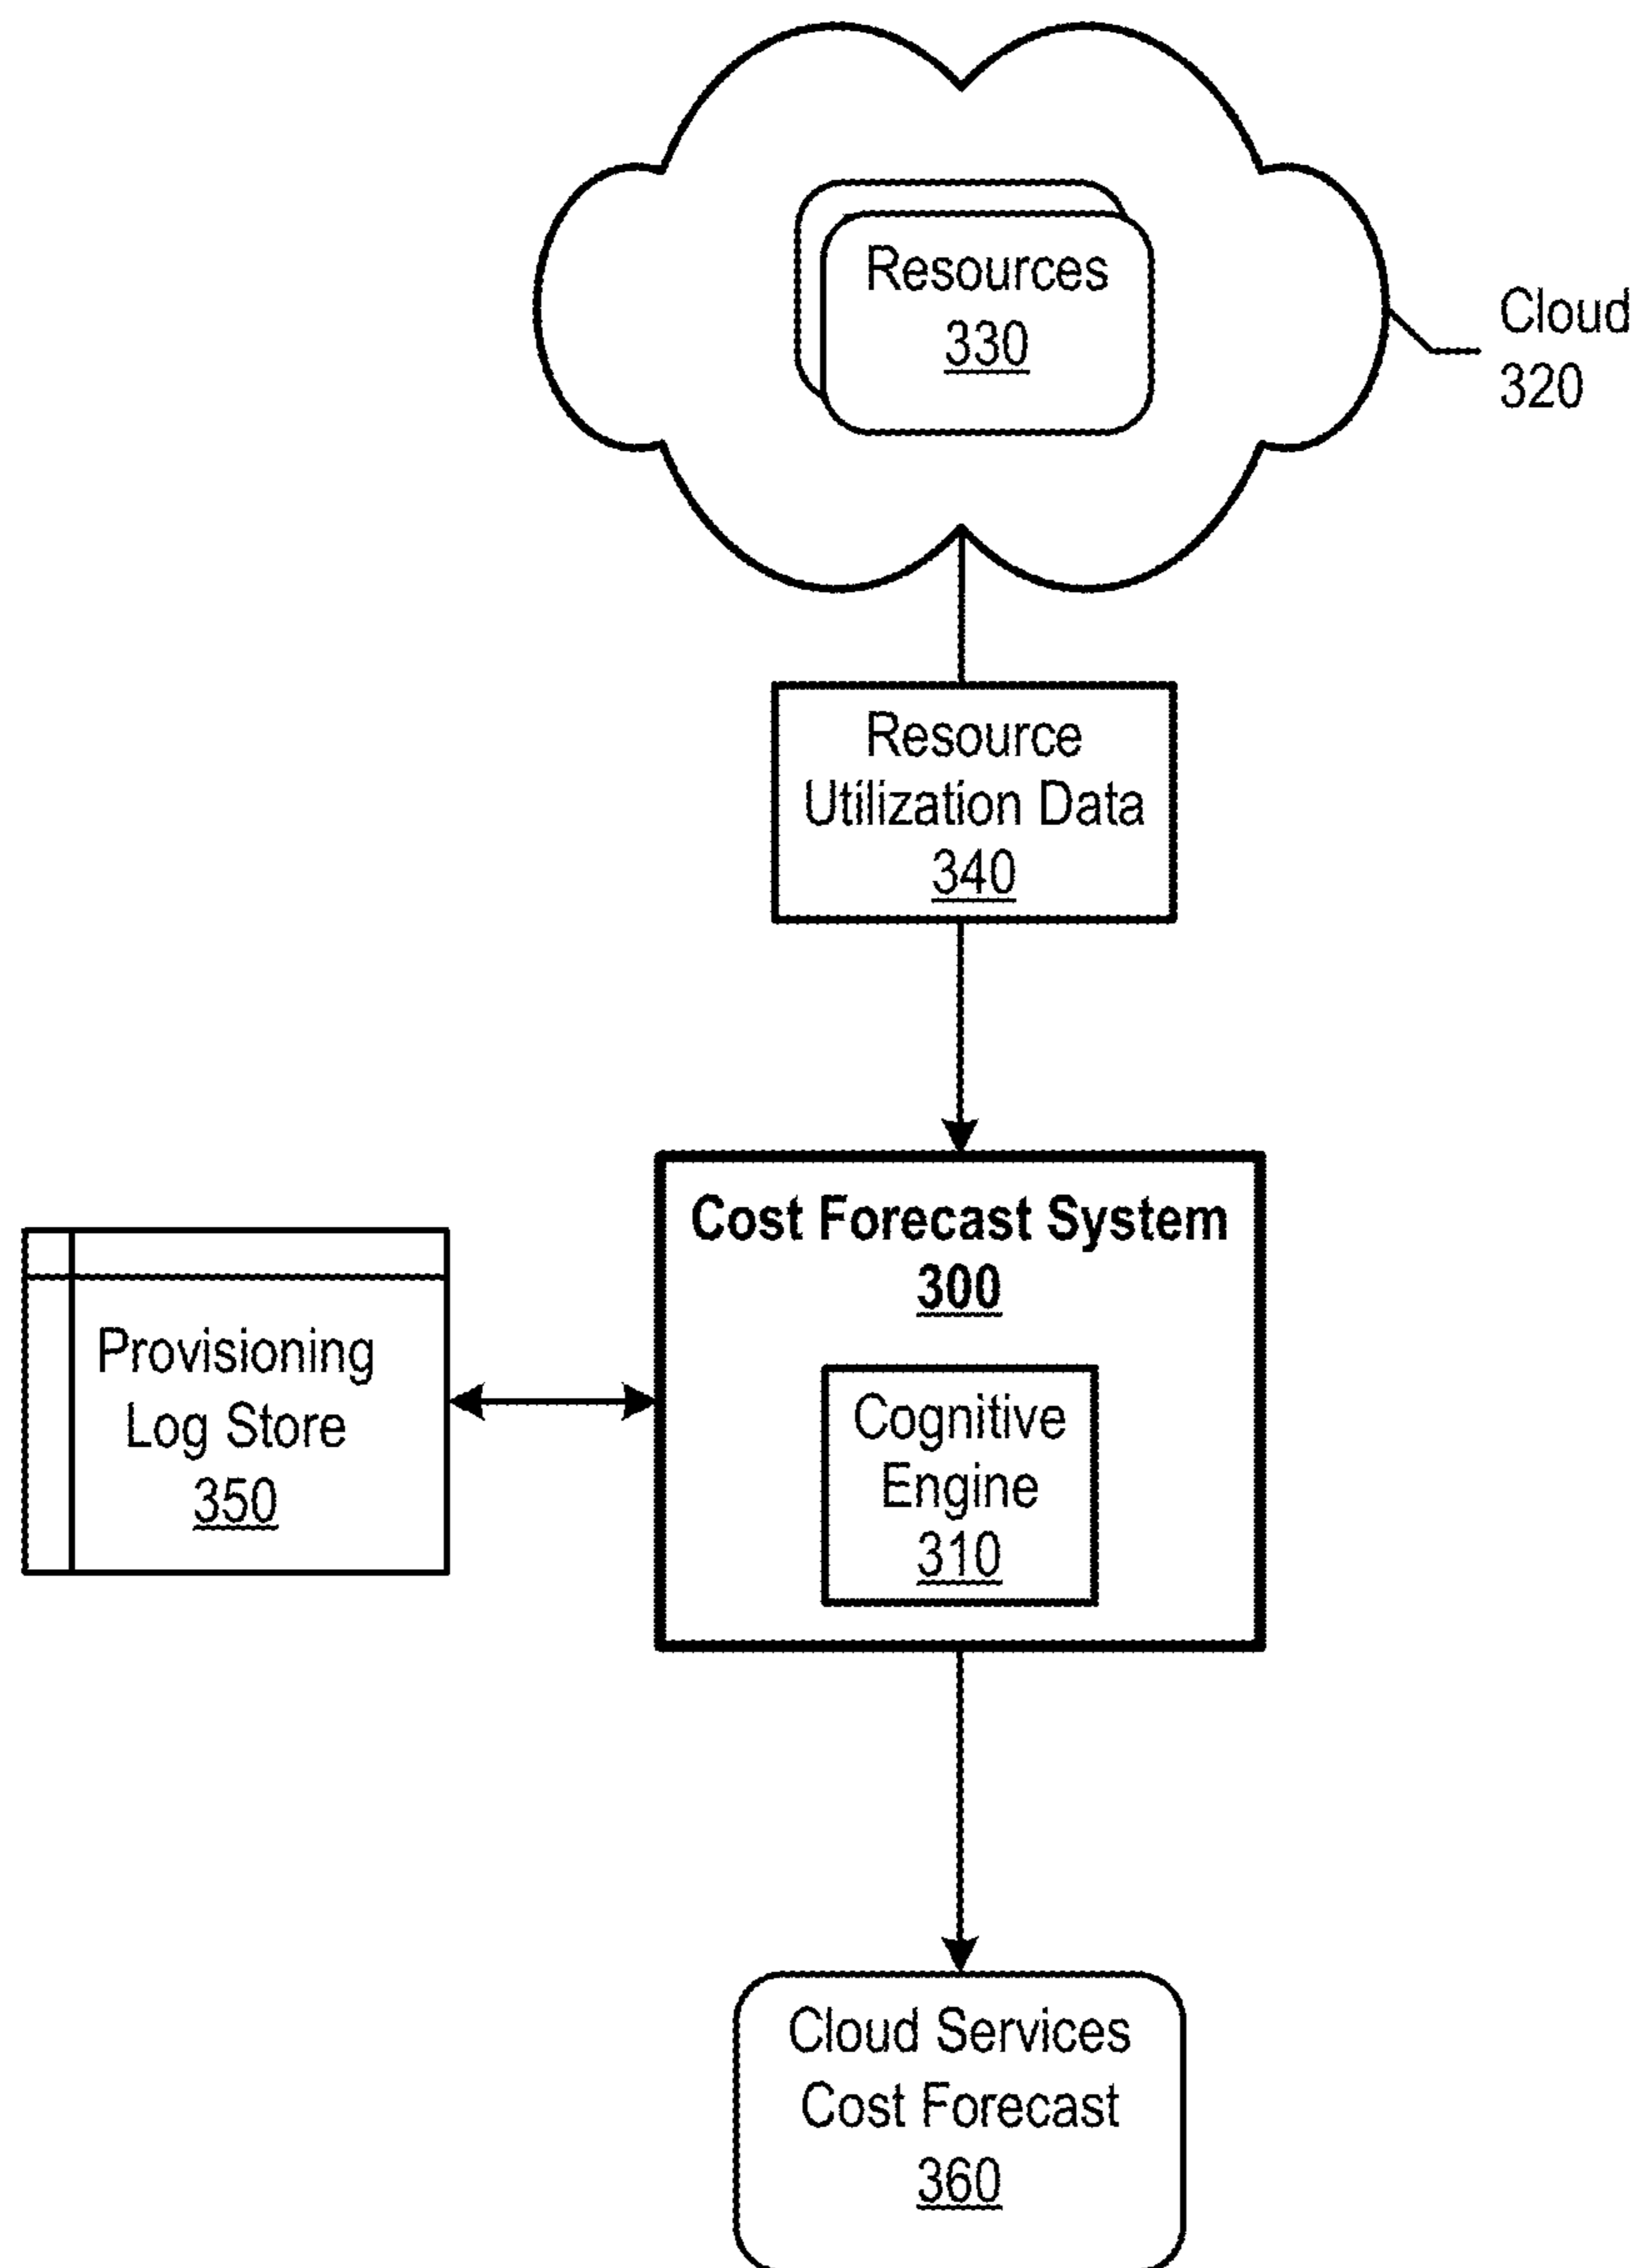 Resources
330
Cloud
320
Resource
Utilization Data
340
Cost Forecast System
300
Provisioning
Log Store
350
Cognitive
Engine
310
Cloud Services
Cost Forecast
360